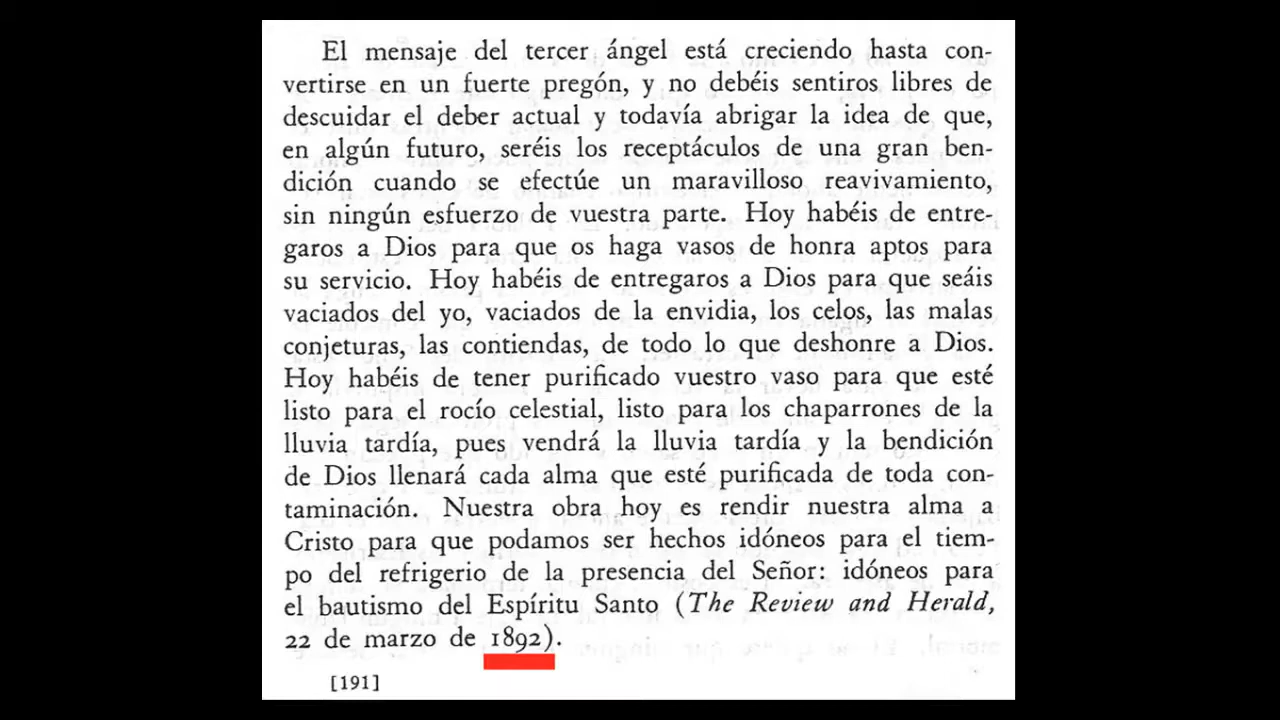 El mensaje del tercer ángel está creciendo hasta con-
vertirse en un fuerte pregón, y no debéis sentiros libres de
descuidar el deber actual y todavía abrigar la idea de que,
en algún futuro, seréis los receptáculos de una gran ben-
dición cuando se efectúe un maravilloso reavivamiento,
sin ningún esfuerzo de vuestra parte. Hoy habéis de entre-
garos a Dios para que os haga vasos de honra aptos para
su servicio. Hoy habéis de entregaros a Dios para que seáis
vaciados del yo, vaciados de la envidia, los celos, las malas
conjeturas, las contiendas, de todo lo que deshonre a Dios.
Hoy habéis de tener purificado vuestro vaso para que esté
listo para el rocío celestial, listo para los chaparrones de la
lluvia tardía, pues vendrá la lluvia tardía y la bendición
de Dios llenará cada alma que esté purificada de toda con-
taminación. Nuestra obra hoy es rendir nuestra alma a
Cristo para que podamos ser hechos idóneos para el tiem-
po del refrigerio de la presencia del Señor: idóneos para
el bautismo del Espíritu Santo (The Review and Herald,
22 de marzo de 1892).
[191]